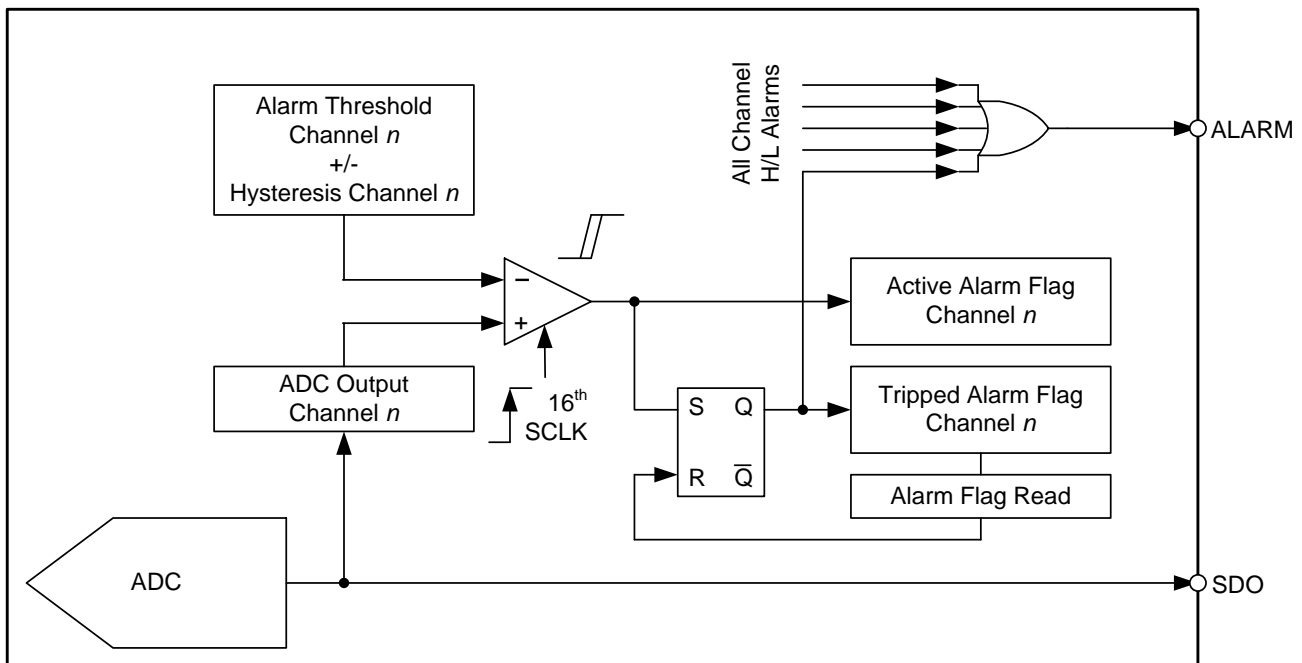 All Channel
H/L Alarms
ALARM
Alarm Threshold
Channel n
+/-
Hysteresis Channel n
−
+
Active Alarm Flag
Channel n
ADC Output
Channel n
16th
SCLK
S Q
R Q̅
Tripped Alarm Flag
Channel n
Alarm Flag Read
ADC
SDO